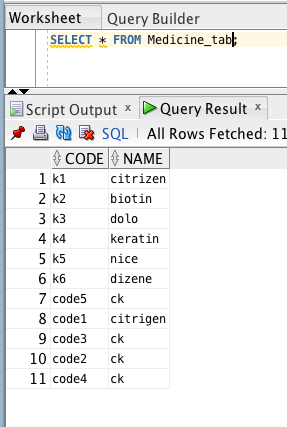 Worksheet Query Builder
SELECT * FROM Medicine_tab;
Script Output x Query Result x
SQL | All Rows Fetched: 11
CODE NAME
1 k1 citrizen
2 k2 biotin
3 k3 dolo
4 k4 keratin
5 k5 nice
6 k6 dizene
7 code5 ck
8 code1 citrigen
9 code3 ck
10 code2 ck
11 code4 ck